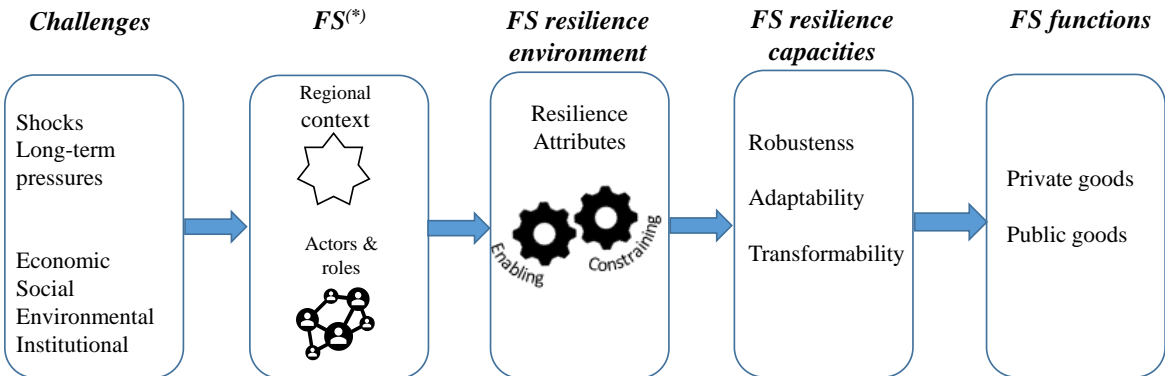 Challenges
Shocks
Long-term
pressures
Economic
Social
Environmental
Institutional
FS(*)
Regional
context
Actors &
roles
FS resilience
environment
Resilience
Attributes
Enabling
Constraining
FS resilience
capacities
Robustenss
Adaptability
Transformability
FS functions
Private goods
Public goods